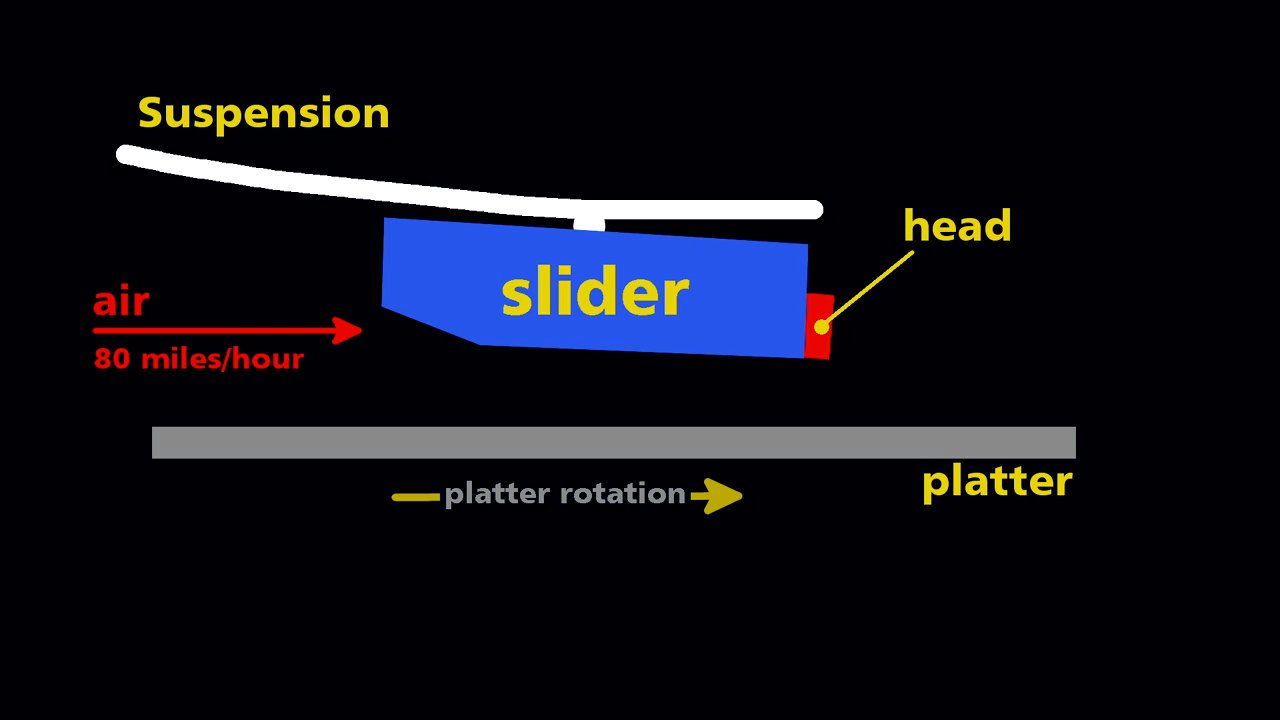 Suspension
head
slider
air
80 miles/hour
platter
platter rotation